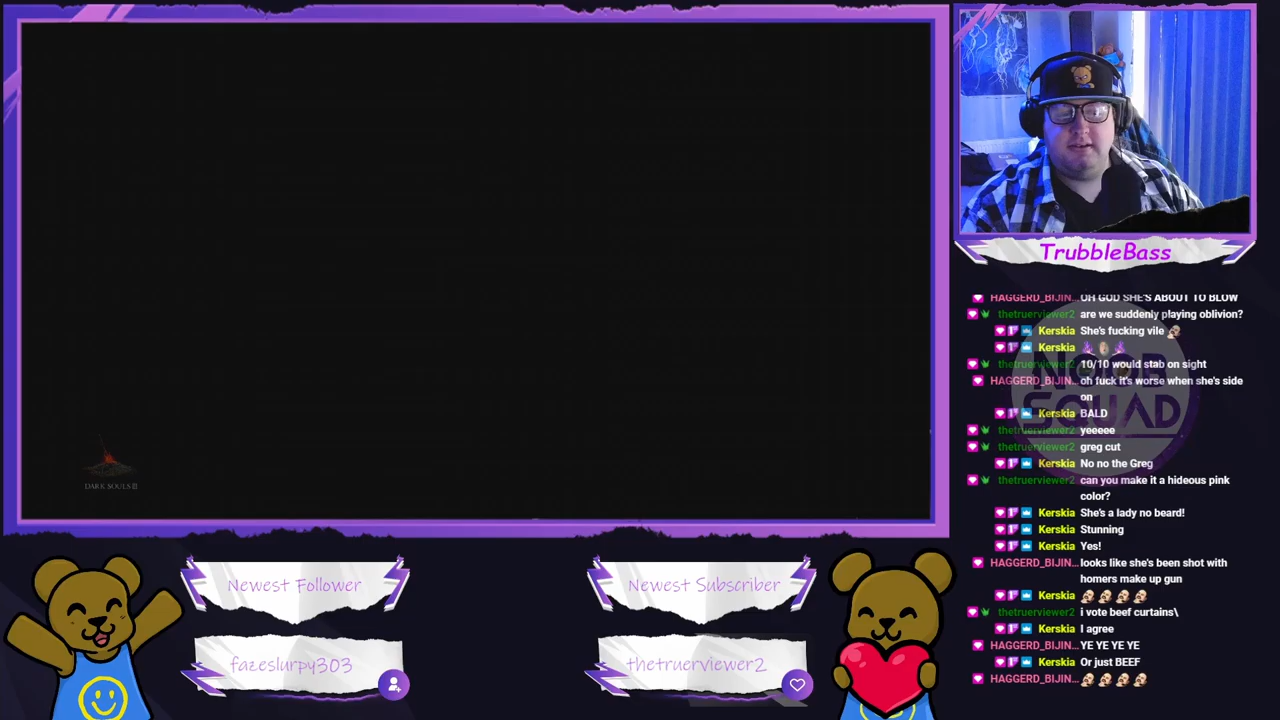 DARK SOULS III
TrubbleBass
HAGGERD_BIJIN... OH GOD SHE'S ABOUT TO BLOW
thetruerviewer2 are we suddenly playing oblivion?
Kerskia She's fucking vile
Kerskia
thetruerviewer2 10/10 would stab on sight
HAGGERD_BIJIN... oh fuck it's worse when she's side
on
Kerskia BALD
thetruerviewer2 yeeeee
thetruerviewer2 greg cut
Kerskia No no the Greg
thetruerviewer2 can you make it a hideous pink
color?
Kerskia She's a lady no beard!
Kerskia Stunning
Kerskia Yes!
HAGGERD_BIJIN... looks like she's been shot with
homers make up gun
Kerskia
thetruerviewer2 i vote beef curtains\
Kerskia I agree
HAGGERD_BIJIN... YE YE YE YE
Kerskia Or just BEEF
HAGGERD_BIJIN...
NOOB
SQUAD
Newest Follower
fazeslurpy303
Newest Subscriber
thetruerviewer2